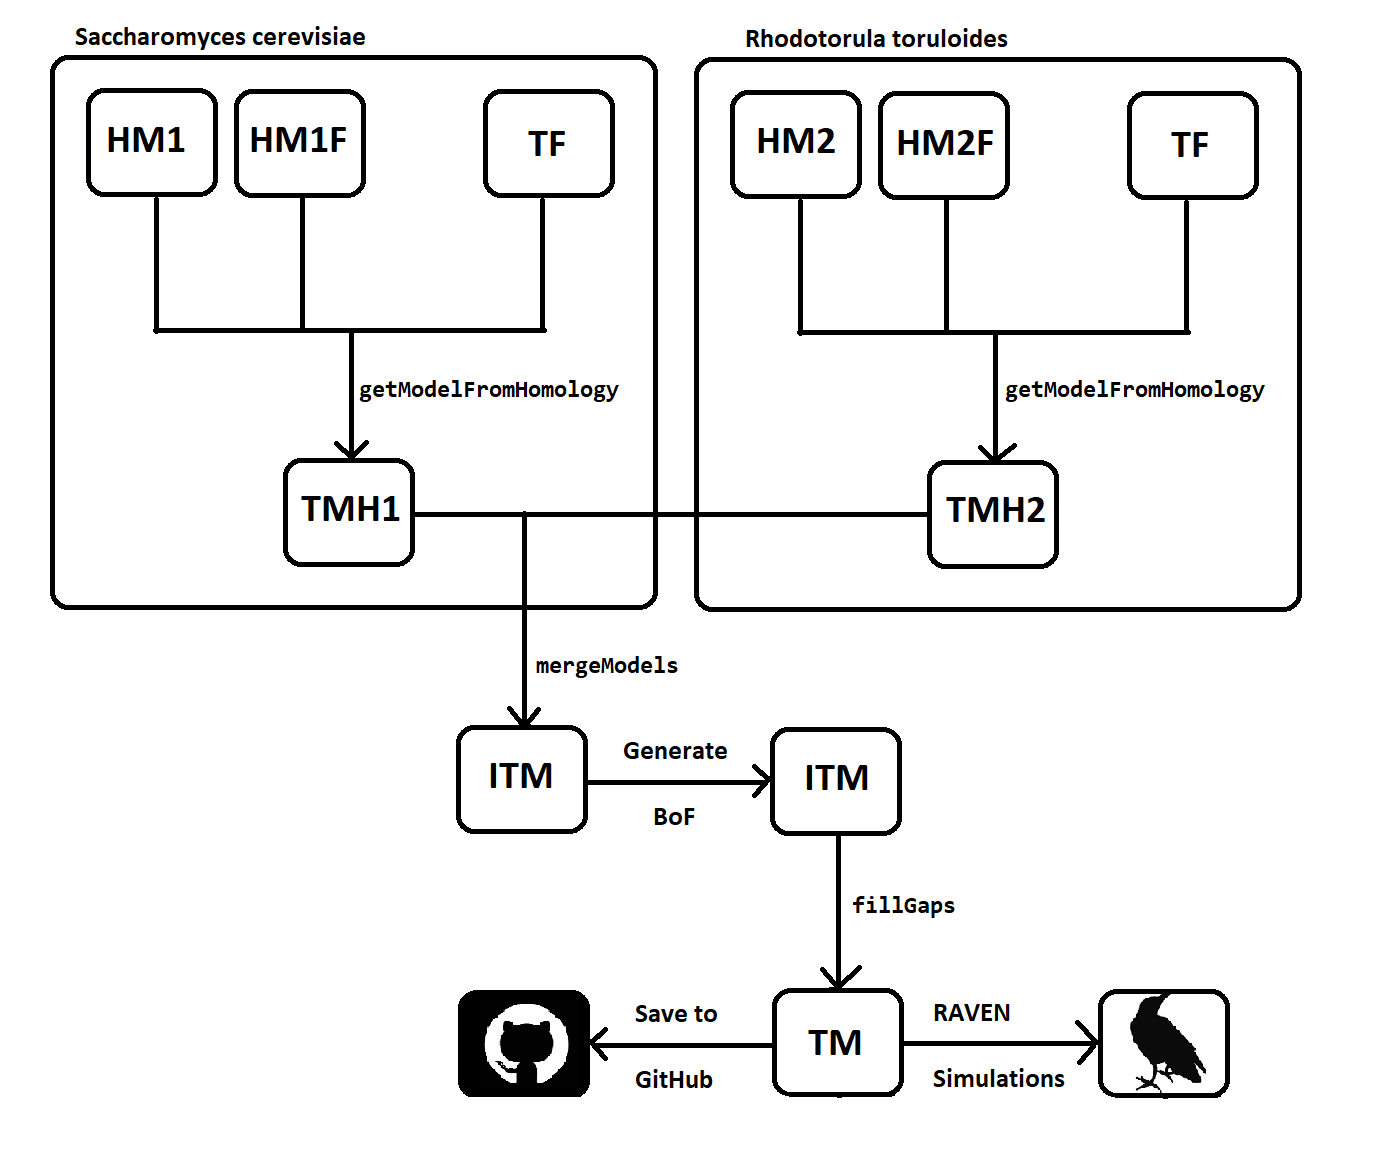 Saccharomyces cerevisiae
Rhodotorula toruloides
HM1
HM1F
TF
HM2
HM2F
TF
getModelFromHomology
getModelFromHomology
TMH1
TMH2
mergeModels
ITM
Generate
BoF
ITM
fillGaps
Save to
GitHub
TM
RAVEN
Simulations